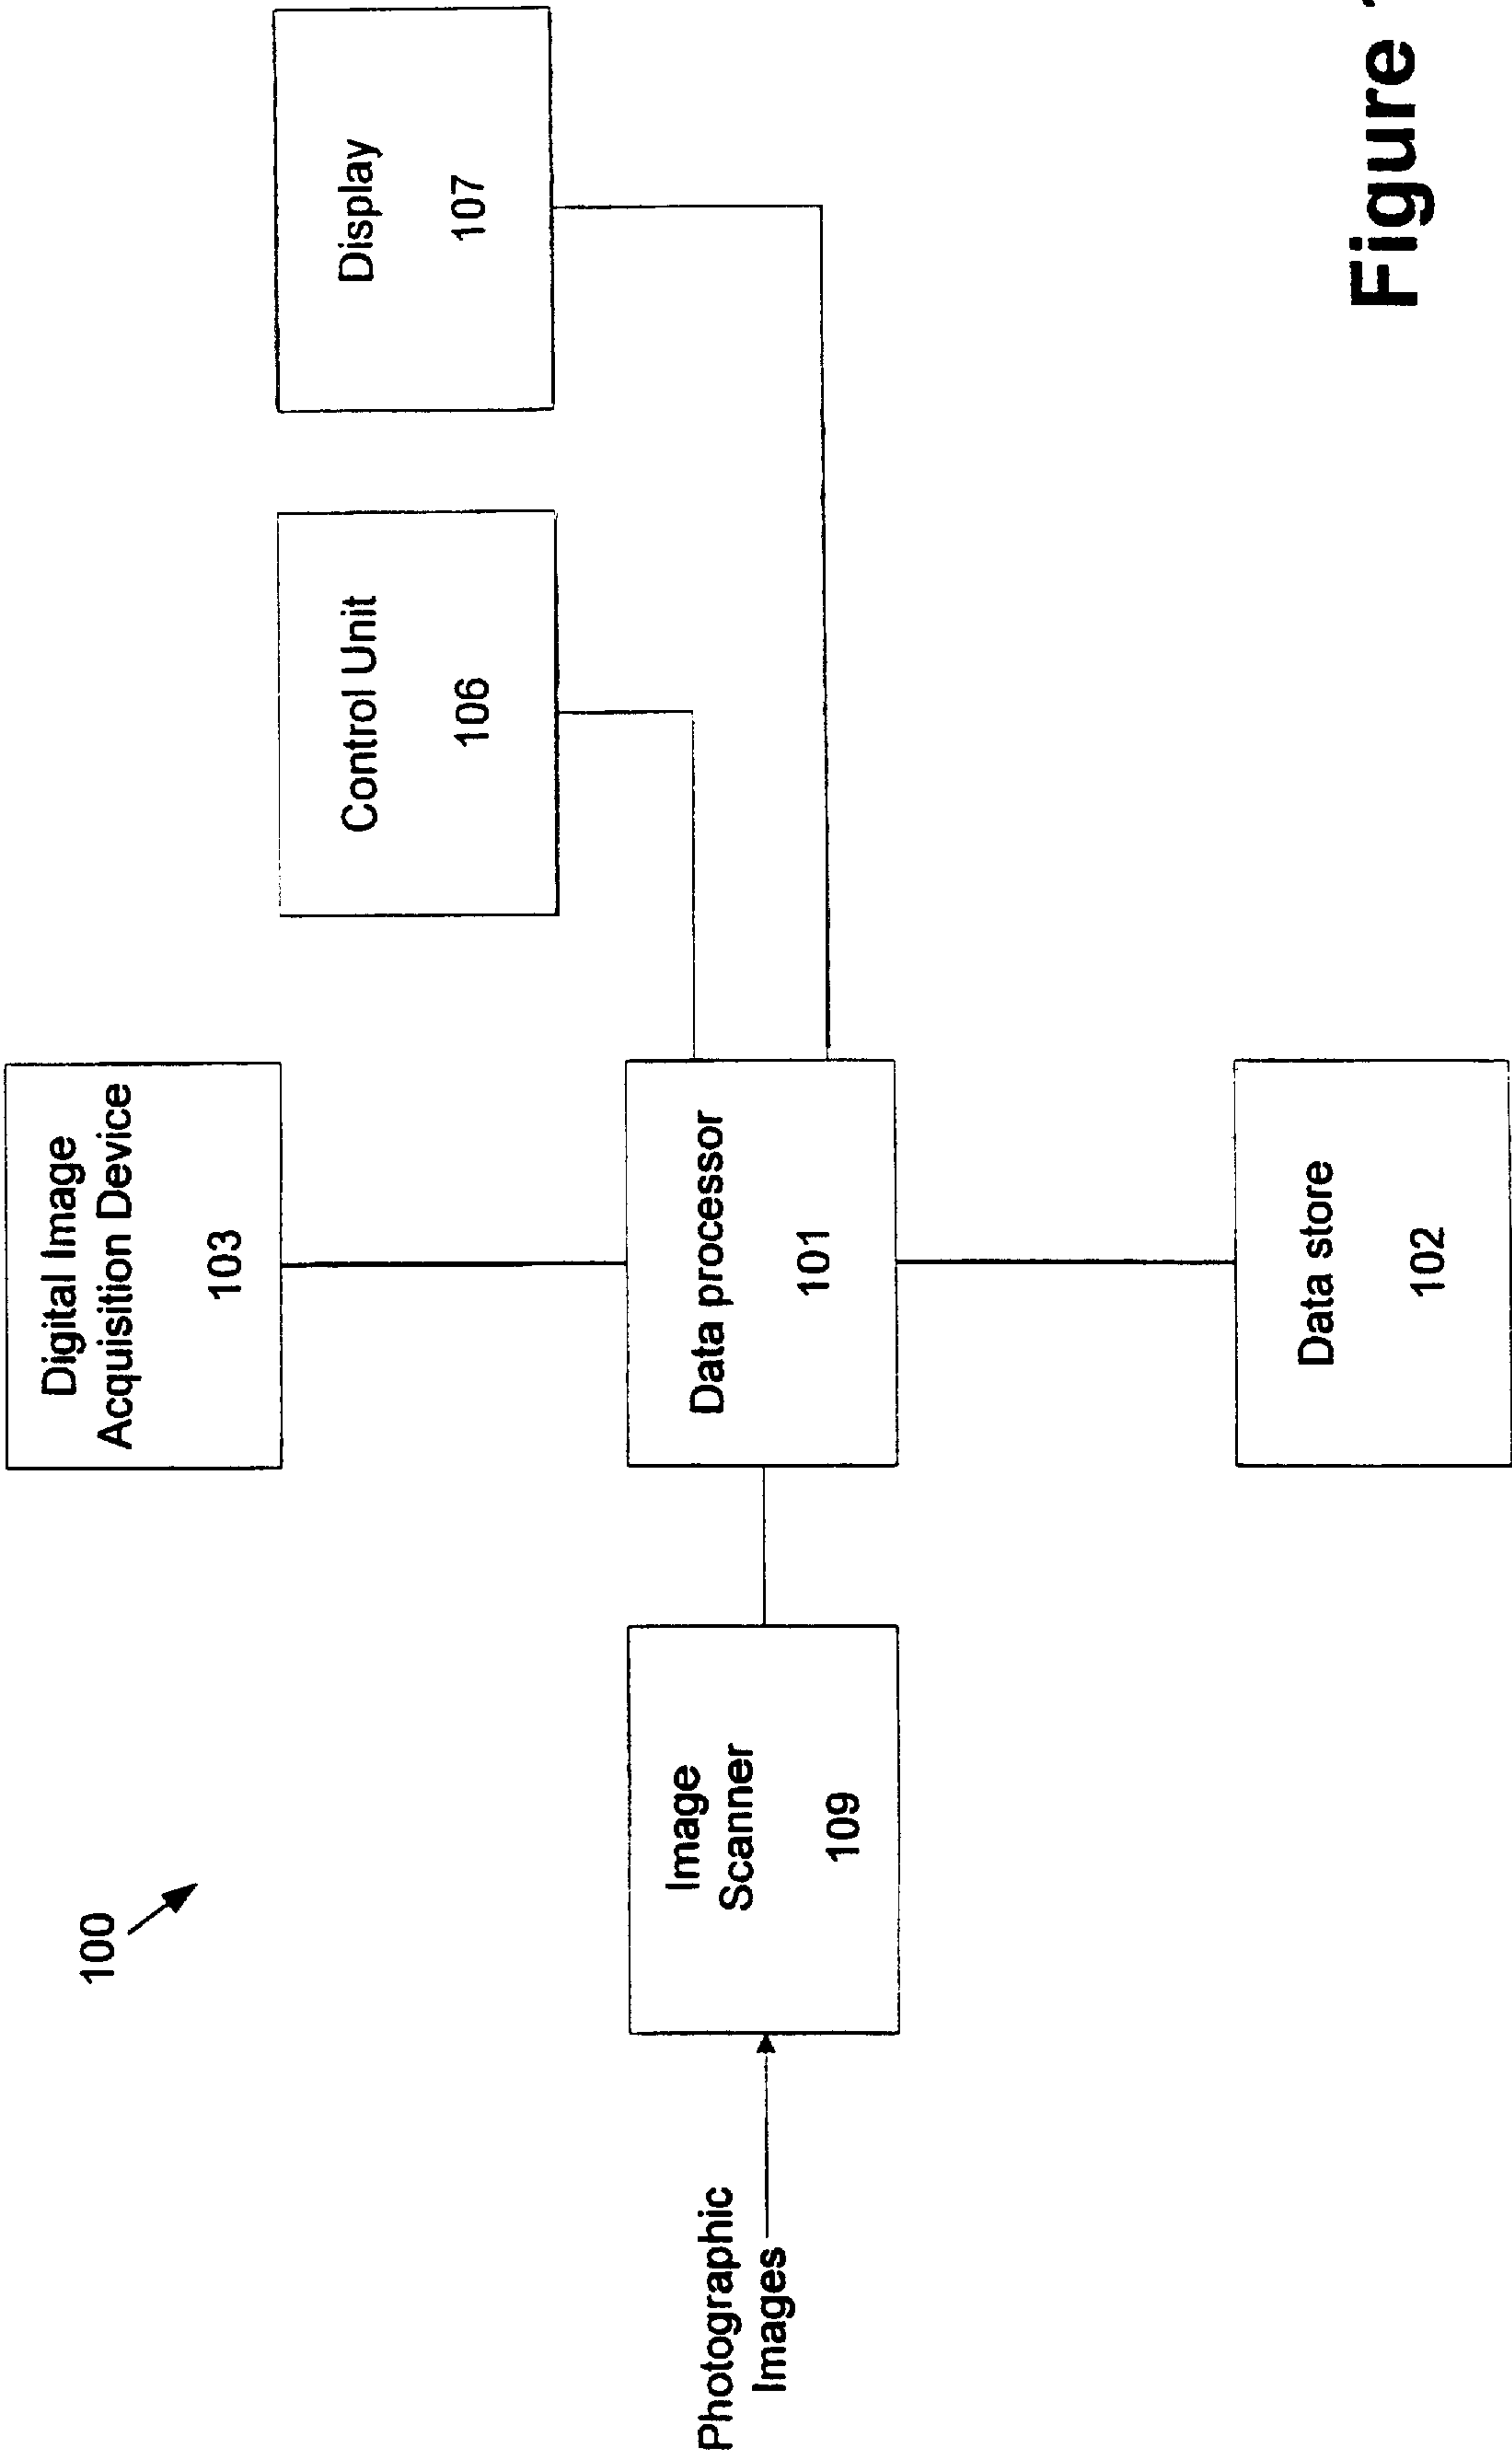 100
Digital Image
Acquisition Device
103
Control Unit
106
Display
107
Photographic
Images
Image
Scanner
109
Data processor
101
Data store
102
Figure